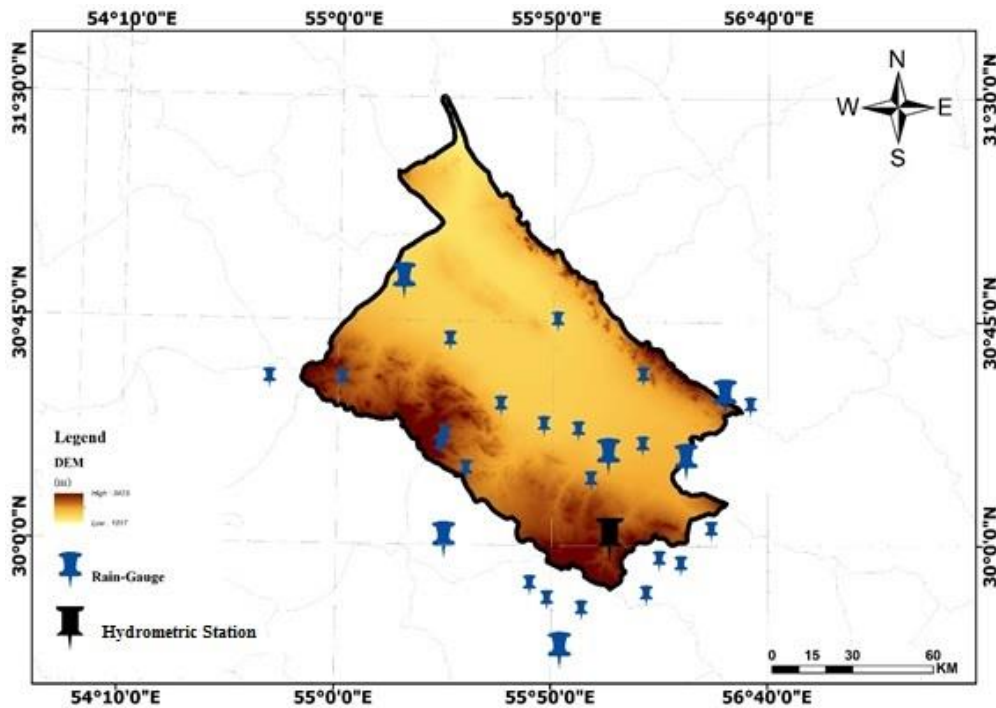 54°10'0"E 55°0'0"E 55°50'0"E 56°40'0"E
31°30'0"N
31°30'0"N
N
W E
S
30°45'0"N
30°45'0"N
Legend
DEM
(m)
High :
Low :
30°0'0"N
30°0'0"N
Rain-Gauge
Hydrometric Station
0 15 30 60
KM
54°10'0"E 55°0'0"E 55°50'0"E 56°40'0"E